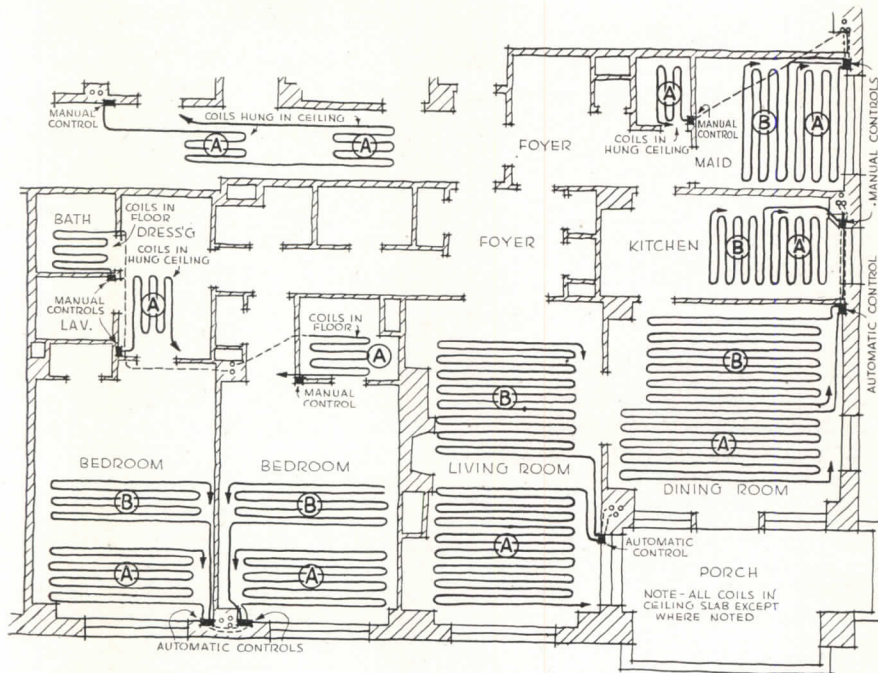 MANUAL
CONTROL
COILS HUNG IN CEILING
A
A
FOYER
A
COILS IN
HUNG CEILING
MANUAL
CONTROL
MAID
B
A
MANUAL CONTROLS
BATH
COILS IN
FLOOR
DRESS'G
COILS IN
HUNG CEILING
A
MANUAL
CONTROLS
LAV.
FOYER
KITCHEN
B
A
AUTOMATIC CONTROL
COILS IN
FLOOR
A
MANUAL
CONTROL
BEDROOM
B
A
BEDROOM
B
A
AUTOMATIC CONTROLS
B
LIVING ROOM
A
B
A
DINING ROOM
AUTOMATIC
CONTROL
PORCH
NOTE-ALL COILS IN
CEILING SLAB EXCEPT
WHERE NOTED